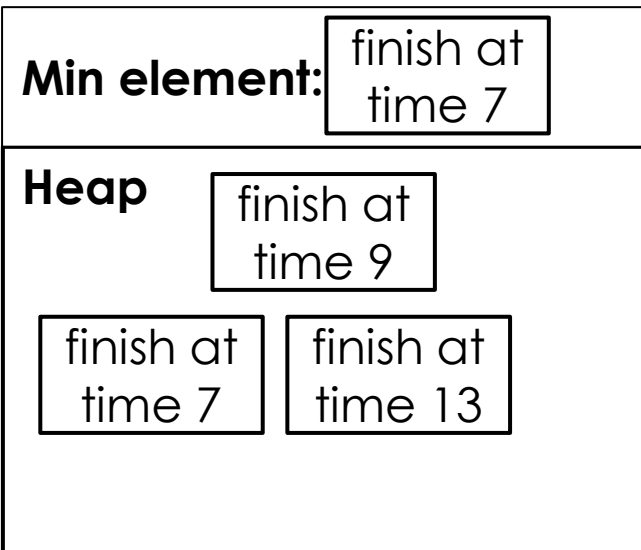 Min element:
finish at
time 7
Heap
finish at
time 9
finish at
time 7
finish at
time 13